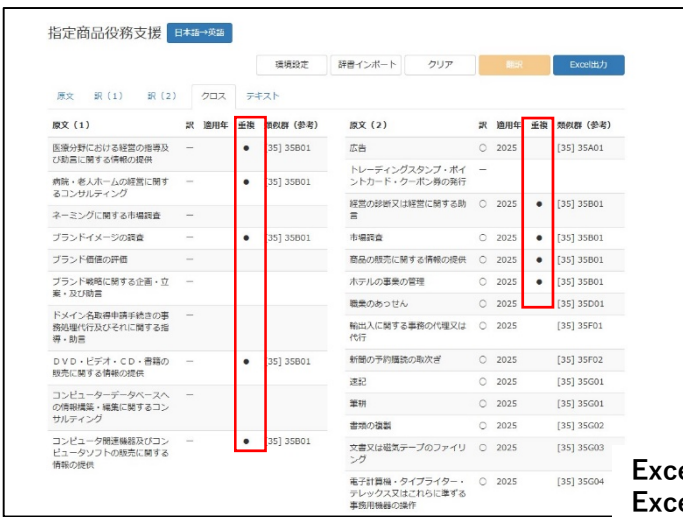 指定商品役務支援 日本語→英語
環境設定 辞書インポート クリア 翻訳 Excel出力
原文 訳（1） 訳（2） クロス テキスト
原文（1） 訳 適用年 重複 類似群（参考）
医療分野における経営の指導及 － ● [35] 35B01
び助言に関する情報の提供
病院・老人ホームの経営に関す － ● [35] 35B01
るコンサルティング
ネーミングに関する市場調査 －
ブランドイメージの調査 － ● [35] 35B01
ブランド価値の評価 －
ブランド戦略に関する企画・立 －
案・及び助言
ドメイン名取得申請手続きの事 －
務処理代行及びそれに関する指
導・助言
ＤＶＤ・ビデオ・ＣＤ・書籍の － ● [35] 35B01
販売に関する情報の提供
コンピューターデータベースへ －
の情報構築・編集に関するコン
サルティング
コンピュータ関連機器及びコン － ● [35] 35B01
ピュータソフトの販売に関する
情報の提供
原文（2） 訳 適用年 重複 類似群（参考）
広告 ○ 2025 [35] 35A01
トレーディングスタンプ・ポイ －
ントカード・クーポン券の発行
経営の診断又は経営に関する助 ○ 2025 ● [35] 35B01
言
市場調査 ○ 2025 ● [35] 35B01
商品の販売に関する情報の提供 ○ 2025 ● [35] 35B01
ホテルの事業の管理 ○ 2025 ● [35] 35B01
職業のあっせん ○ 2025 [35] 35D01
輸出入に関する事務の代理又は ○ 2025 [35] 35F01
代行
新聞の予約購読の取次ぎ ○ 2025 [35] 35F02
速記 ○ 2025 [35] 35G01
筆耕 ○ 2025 [35] 35G01
書類の複製 ○ 2025 [35] 35G02
文書又は磁気テープのファイリ ○ 2025 [35] 35G03
ング
電子計算機・タイプライター・ ○ 2025 [35] 35G04
テレックス又はこれらに準ずる
事務用機器の操作
Exce
Exce